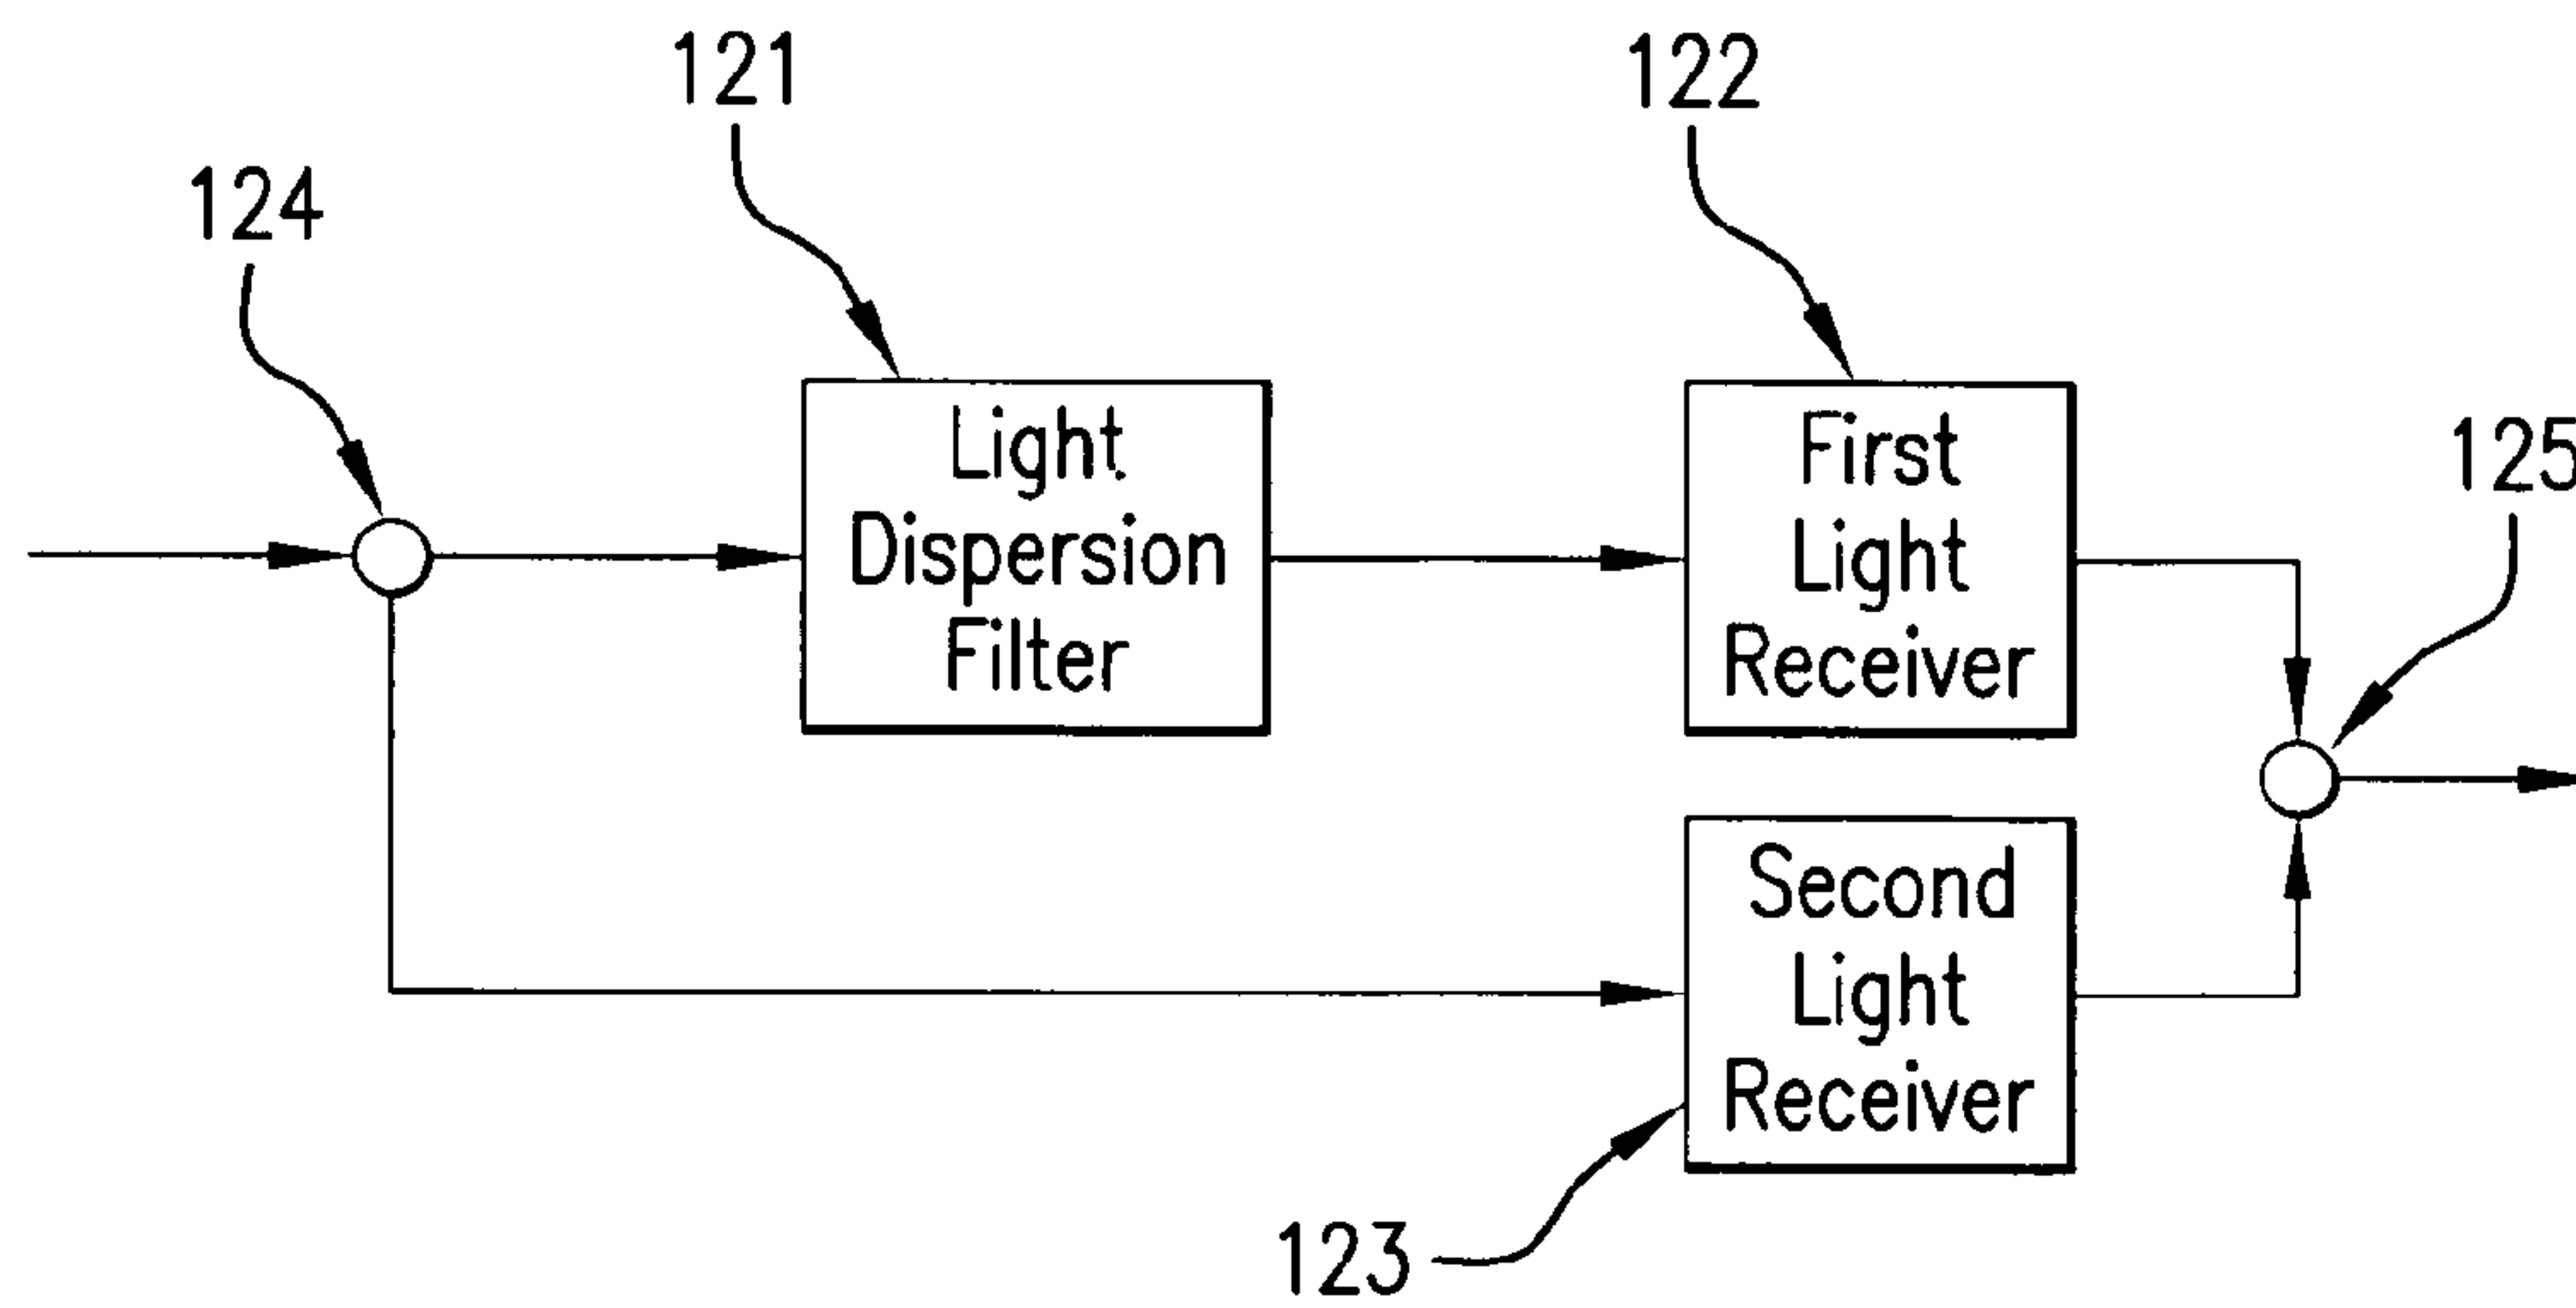 121
122
124
125
Light
Dispersion
Filter
First
Light
Receiver
Second
Light
Receiver
123